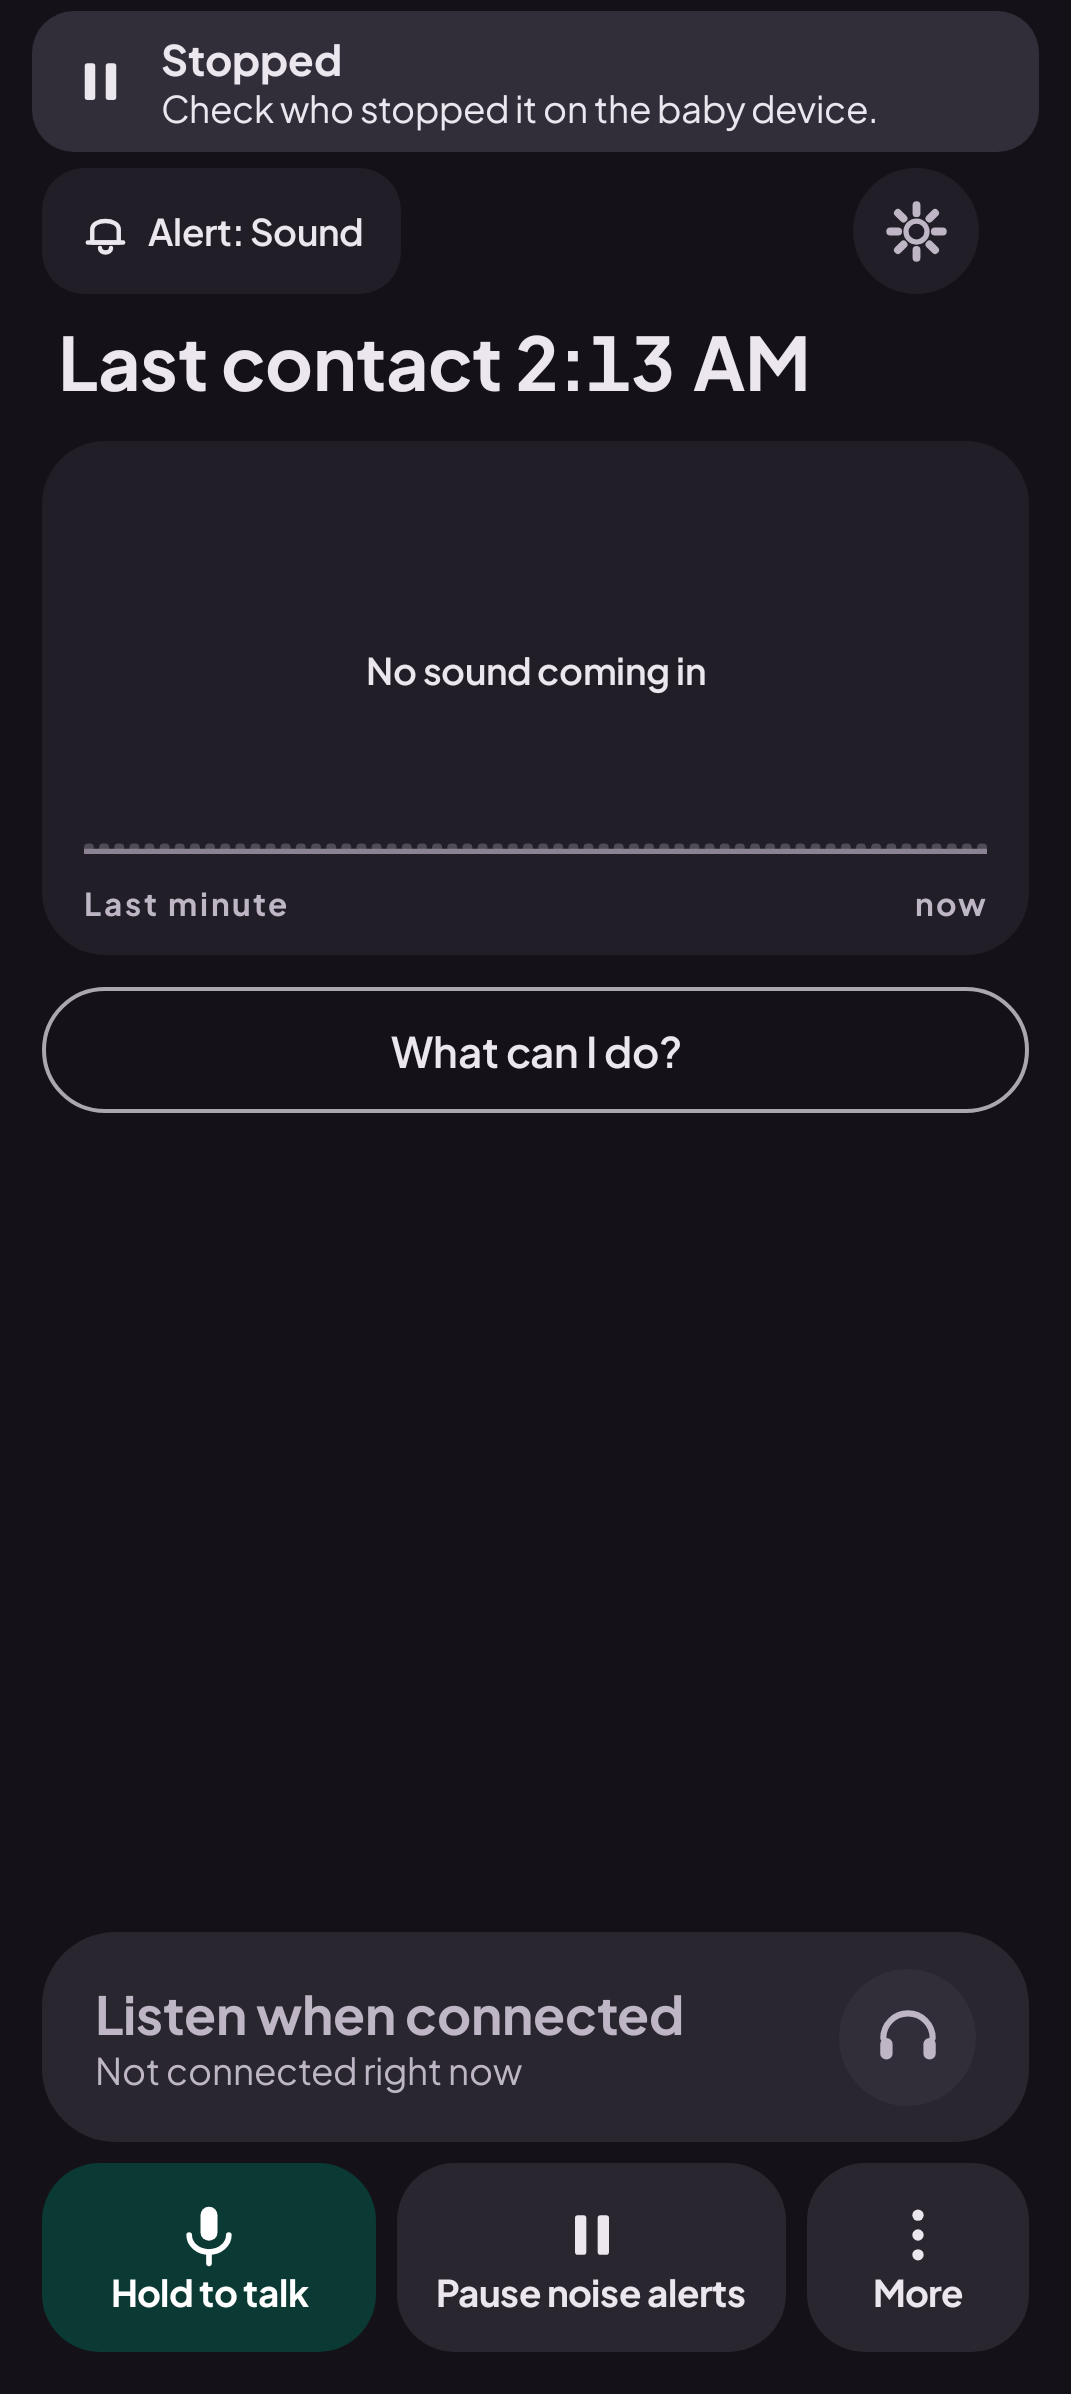 Stopped
Check who stopped it on the baby device.
Alert: Sound
Last contact 2:13 AM
No sound coming in
Last minute
now
What can I do?
Listen when connected
Not connected right now
Hold to talk
Pause noise alerts
More